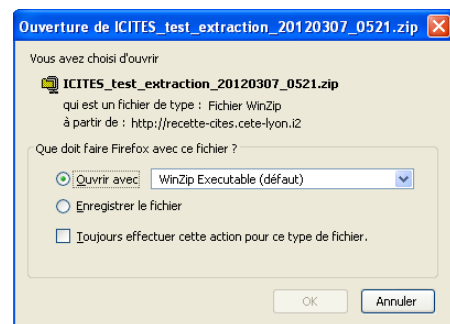 Ouverture de ICITES_test_extraction_20120307_0521.zip
Vous avez choisi d'ouvrir
ICITES_test_extraction_20120307_0521.zip
qui est un fichier de type : Fichier WinZip
à partir de : http://recette-cites.cete-lyon.i2
Que doit faire Firefox avec ce fichier ?
Ouvrir avec WinZip Executable (défaut)
Enregistrer le fichier
Toujours effectuer cette action pour ce type de fichier.
OK Annuler